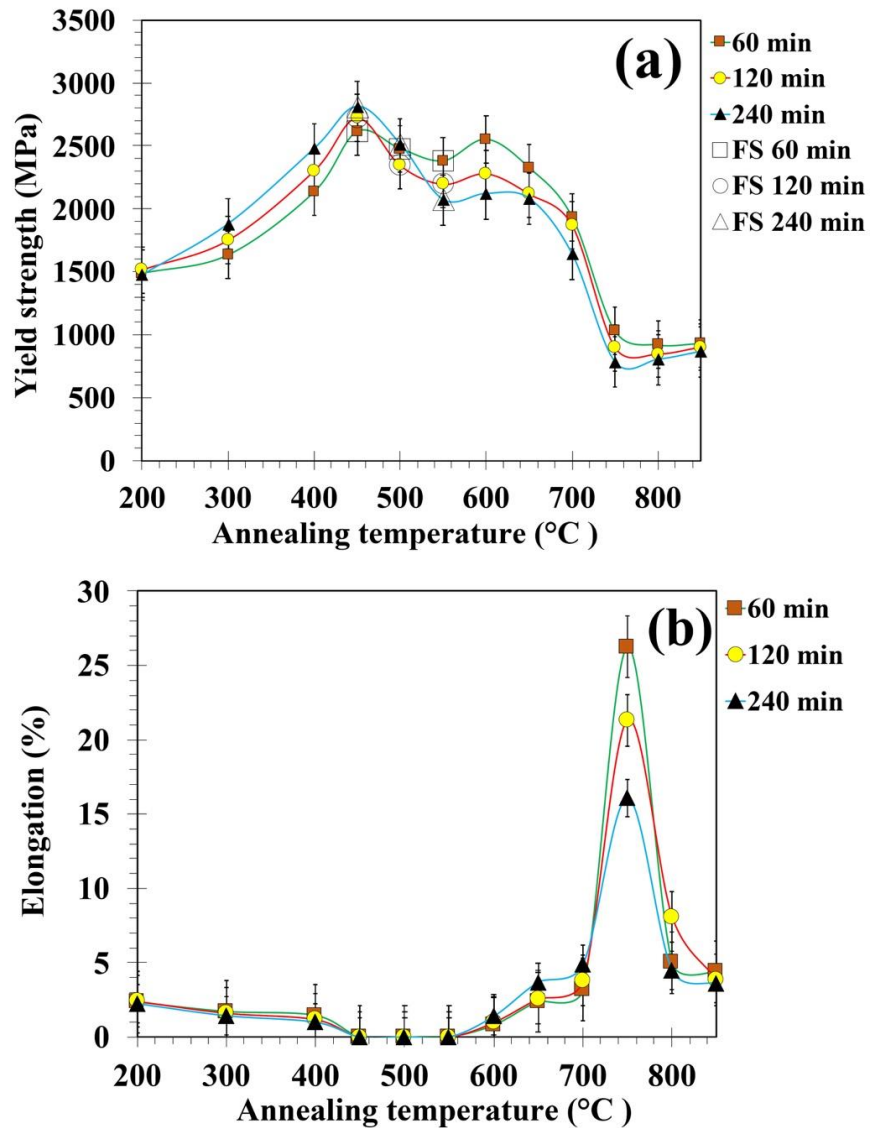 3500
3000
2500
2000
1500
1000
500
0
Yield strength (MPa)
(a)
60 min
120 min
240 min
FS 60 min
FS 120 min
FS 240 min
200 300 400 500 600 700 800
Annealing temperature (°C )
30
25
20
15
10
5
0
Elongation (%)
(b)
60 min
120 min
240 min
200 300 400 500 600 700 800
Annealing temperature (°C )